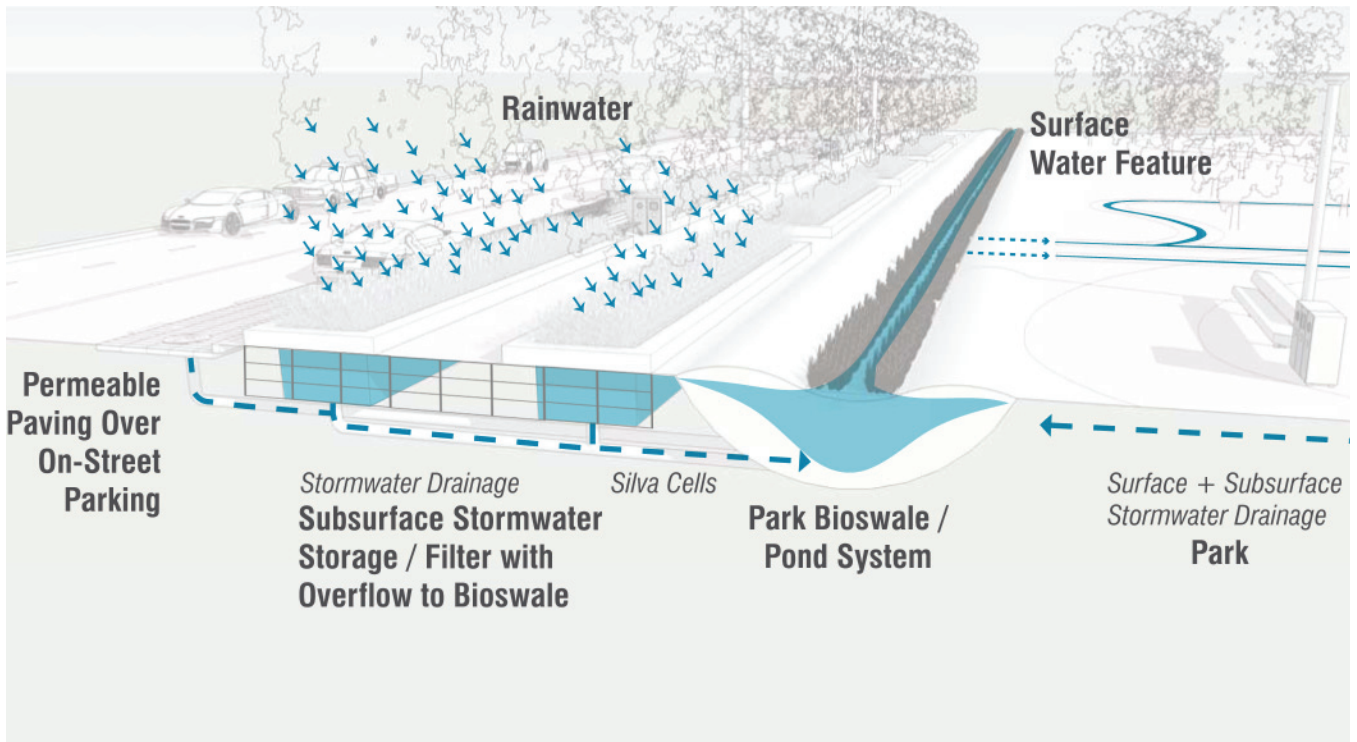 Rainwater
Surface
Water Feature
Permeable
Paving Over
On-Street
Parking
Stormwater Drainage
Subsurface Stormwater
Storage / Filter with
Overflow to Bioswale
Silva Cells
Park Bioswale /
Pond System
Surface + Subsurface
Stormwater Drainage
Park